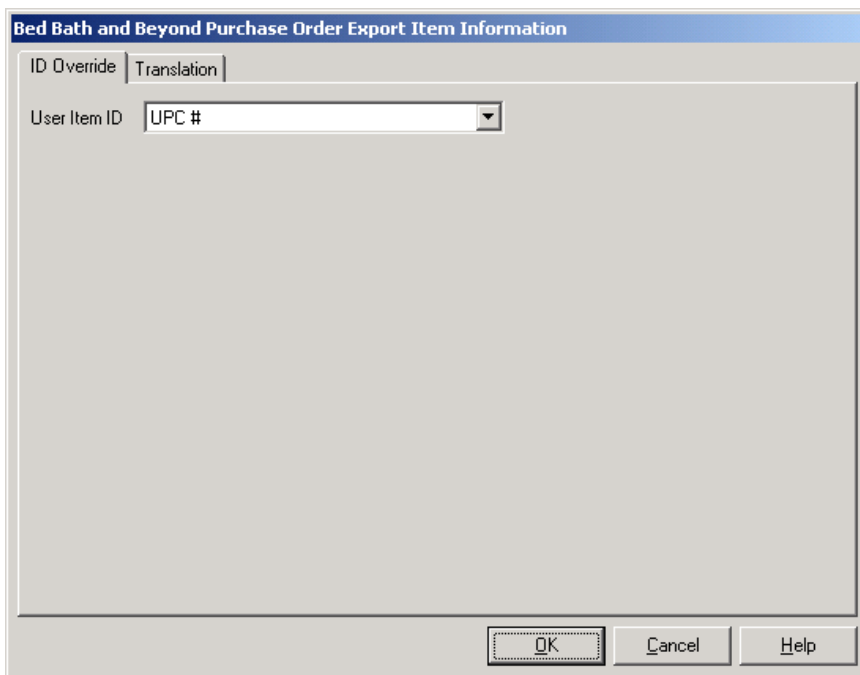 Bed Bath and Beyond Purchase Order Export Item Information
ID Override Translation
User Item ID UPC #
OK Cancel Help